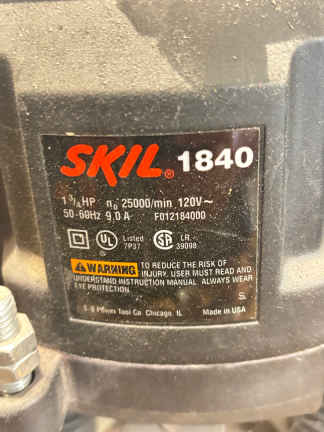 SKIL® 1840
1 3/4 HP n0 25000/min 120V~
50-60Hz 9.0 A F012184000
UL Listed 7P37 SA LR 39098
⚠WARNING TO REDUCE THE RISK OF
INJURY, USER MUST READ AND
UNDERSTAND INSTRUCTION MANUAL. ALWAYS WEAR
EYE PROTECTION
S-B Power Tool Co. Chicago, IL Made in USA